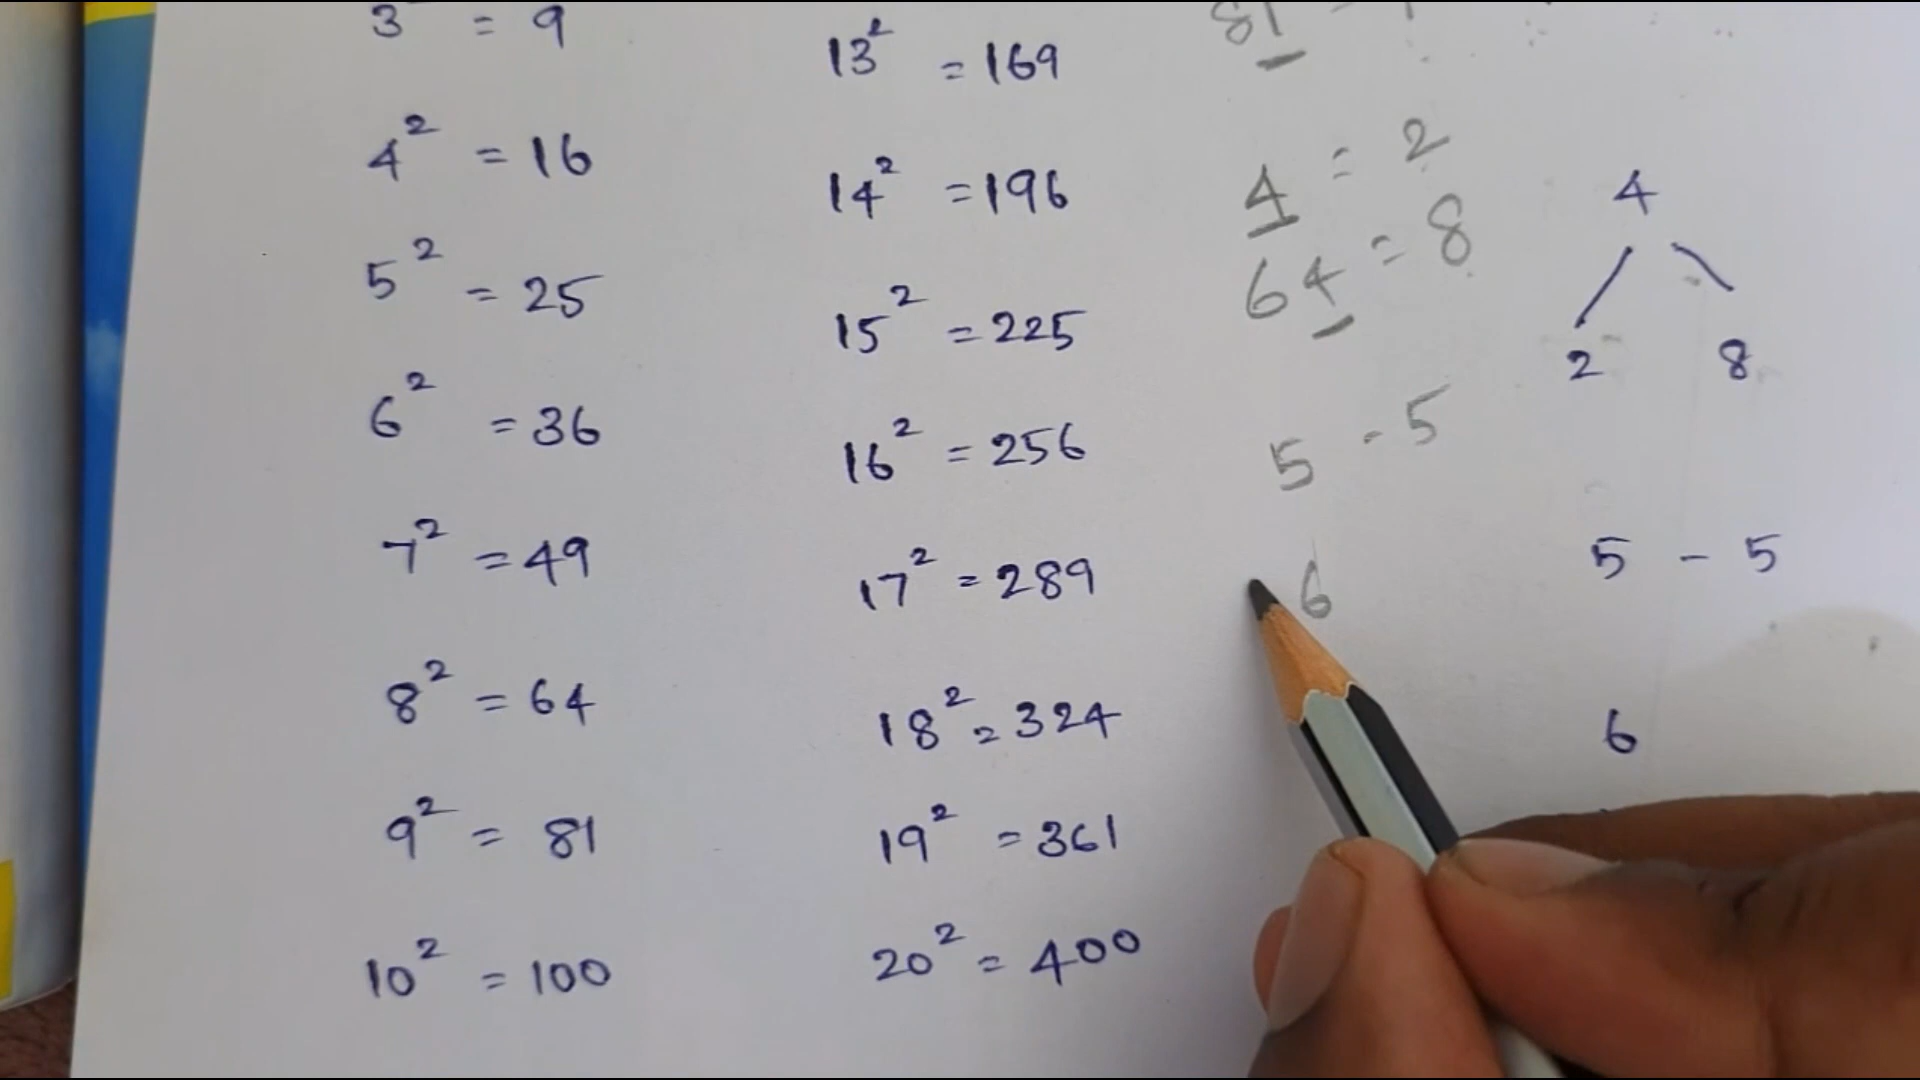 3² = 9
4² = 16
5² = 25
6² = 36
7² = 49
8² = 64
9² = 81
10² = 100
13² = 169
14² = 196
15² = 225
16² = 256
17² = 289
18² = 324
19² = 361
20² = 400
81
4 = 2
64 = 8
5 - 5
6
4
2 8
5 - 5
6